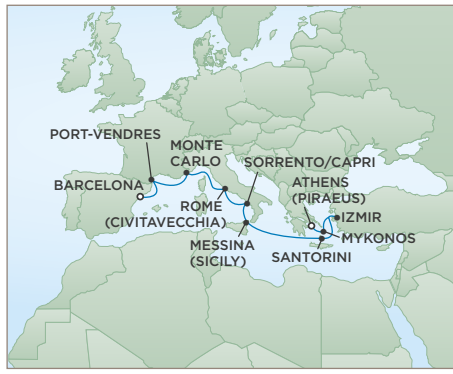 PORT-VENDRES
MONTE
CARLO
SORRENTO/CAPRI
BARCELONA
ATHENS
(PIRAEUS)
ROME
(CIVITAVECCHIA)
IZMIR
MYKONOS
MESSINA
(SICILY)
SANTORINI